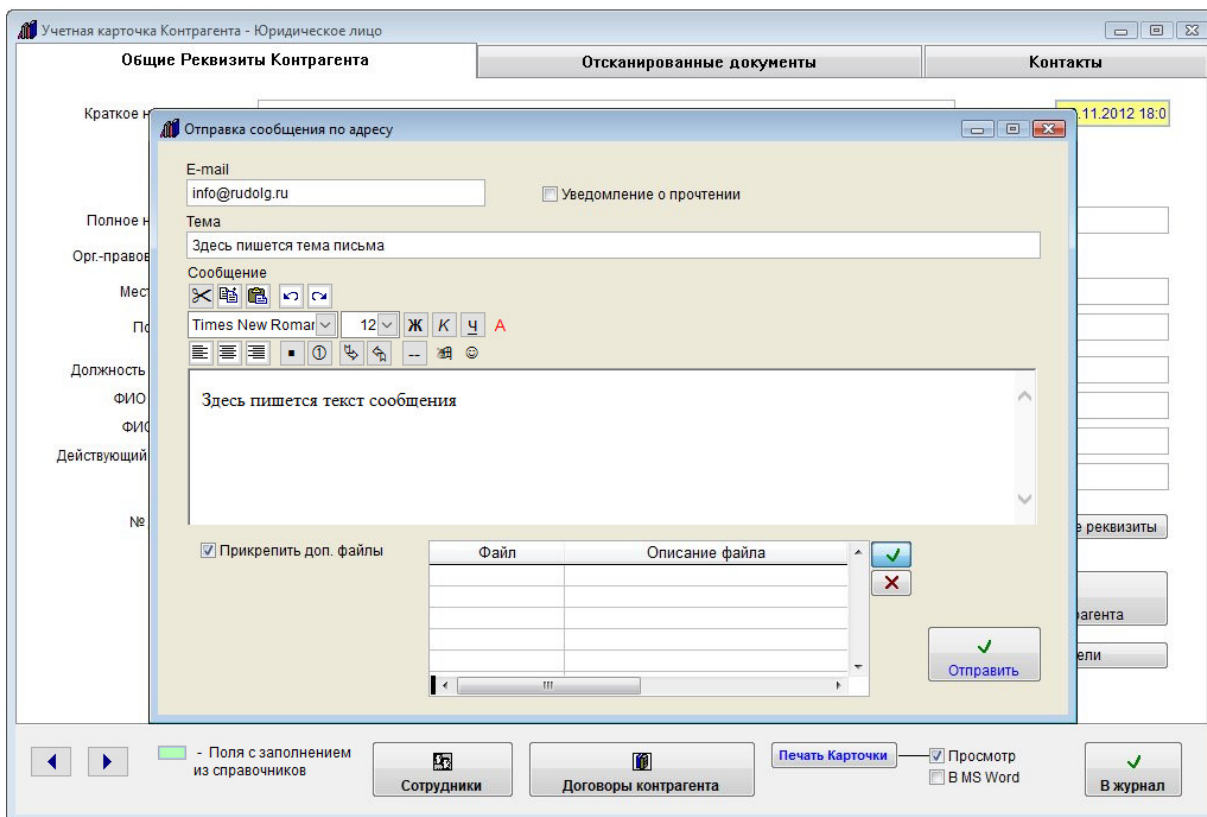 Учетная карточка Контрагента - Юридическое лицо
Общие Реквизиты Контрагента
Отсканированные документы
Контакты
Краткое н
.11.2012 18:0
Отправка сообщения по адресу
E-mail
info@rudolg.ru
Уведомление о прочтении
Тема
Здесь пишется тема письма
Сообщение
Times New Romar 12 Ж К Ч А
Здесь пишется текст сообщения
Полное н
Орг.-правов
Мест
По
Должность
ФИО
ФИО
Действующий
№
е реквизиты
рагента
ели
Прикрепить доп. файлы
Файл
Описание файла
Отправить
- Поля с заполнением
из справочников
Сотрудники
Договоры контрагента
Печать Карточки
Просмотр
В MS Word
В журнал